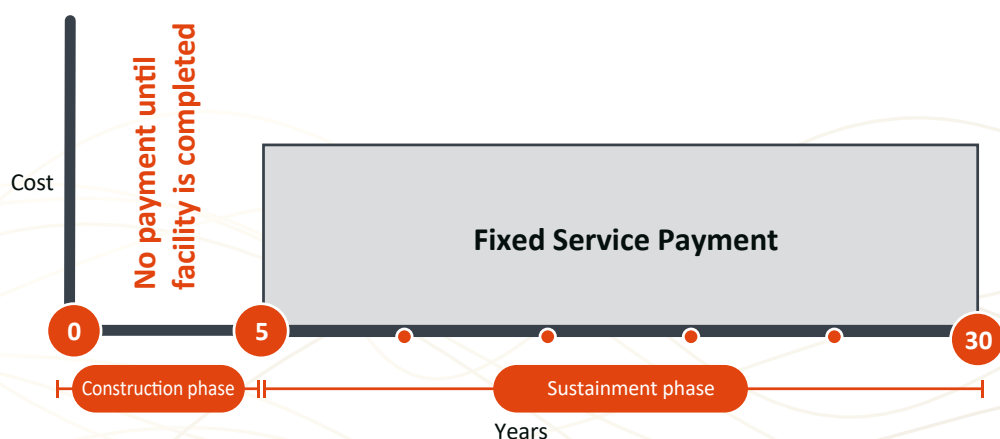 No payment until
facility is completed
Cost
Fixed Service Payment
0
5
30
Construction phase
Sustainment phase
Years